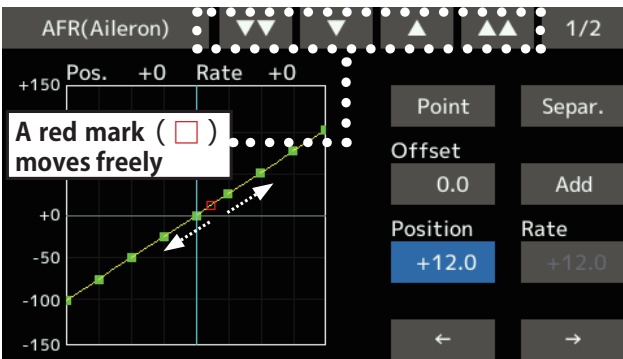 AFR(Aileron) ▼▼ ▼ ▲ ▲▲ 1/2
Pos. +0 Rate +0
+150
A red mark ( □ )
moves freely
+0
-50
-100
-150
Point Separ.
Offset
0.0 Add
Position Rate
+12.0 +12.0
← →